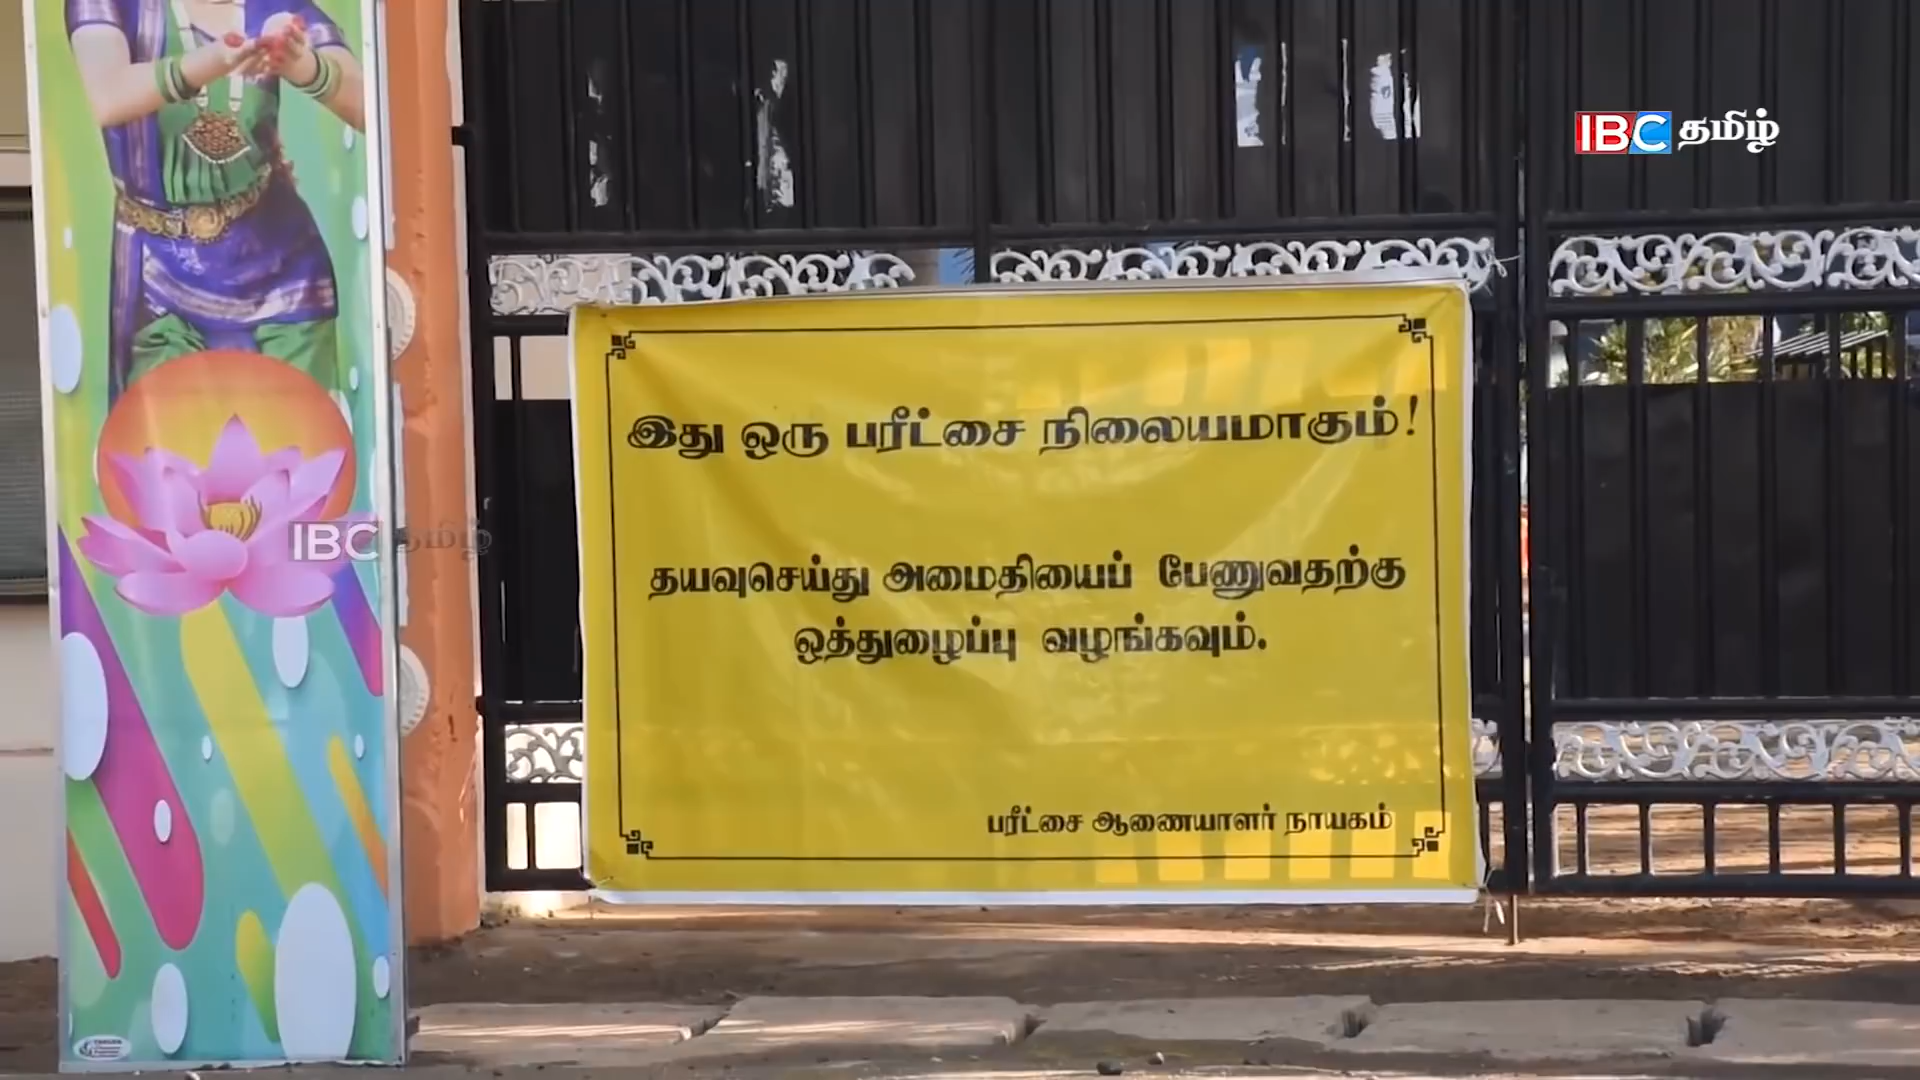 IBC தமிழ்
இது ஒரு பரீட்சை நிலையமாகும்!
IBC தமிழ்
தயவுசெய்து அமைதியைப் பேணுவதற்கு
ஒத்துழைப்பு வழங்கவும்.
பரீட்சை ஆணையாளர் நாயகம்